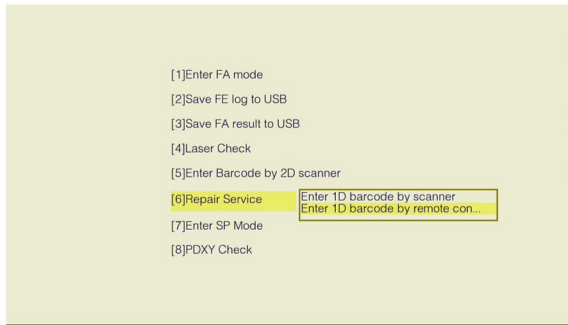 [1]Enter FA mode
[2]Save FE log to USB
[3]Save FA result to USB
[4]Laser Check
[5]Enter Barcode by 2D scanner
[6]Repair Service
Enter 1D barcode by scanner
Enter 1D barcode by remote con...
[7]Enter SP Mode
[8]PDXY Check